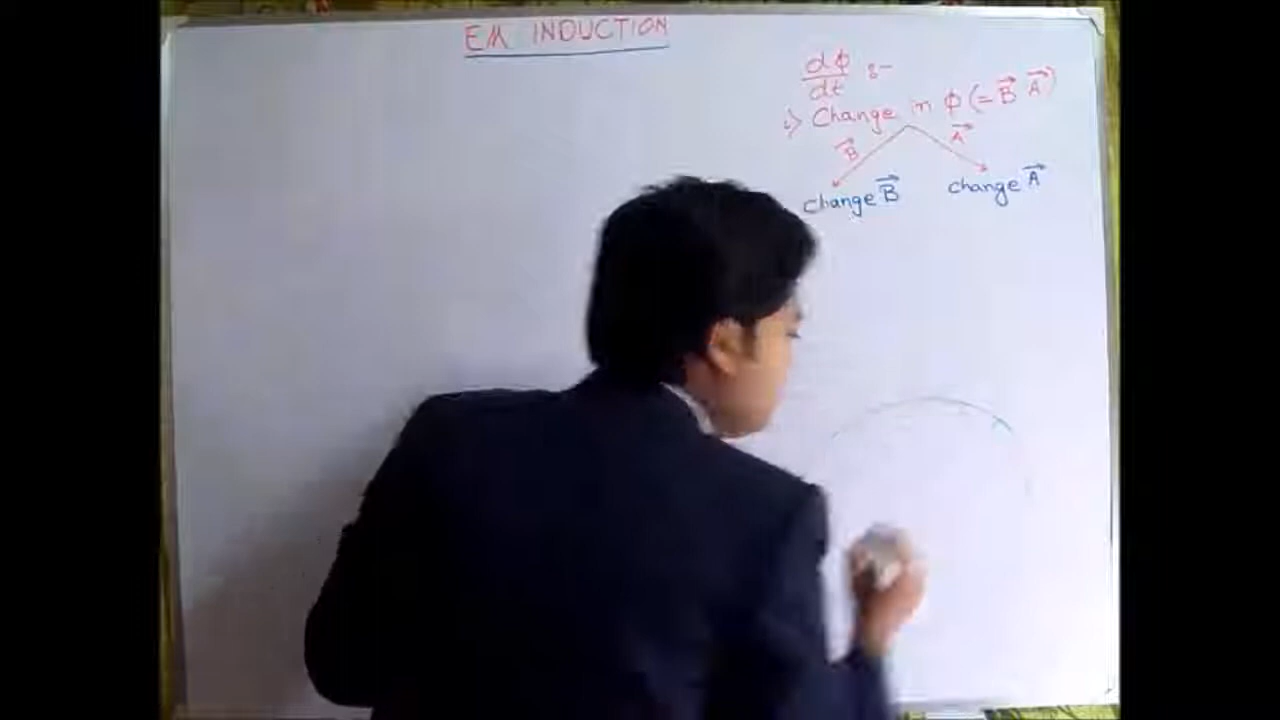 EM INDUCTION
dϕ/dt :-
i> Change in ϕ (= B⃗ A⃗)
B⃗ A⃗
change B⃗ change A⃗